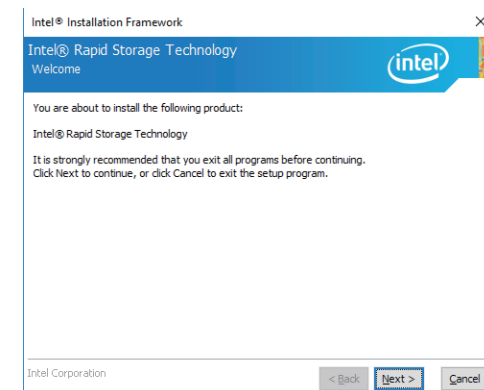 Intel® Installation Framework
Intel® Rapid Storage Technology
Welcome
intel
You are about to install the following product:
Intel® Rapid Storage Technology
It is strongly recommended that you exit all programs before continuing.
Click Next to continue, or click Cancel to exit the setup program.
Intel Corporation
< Back Next > Cancel